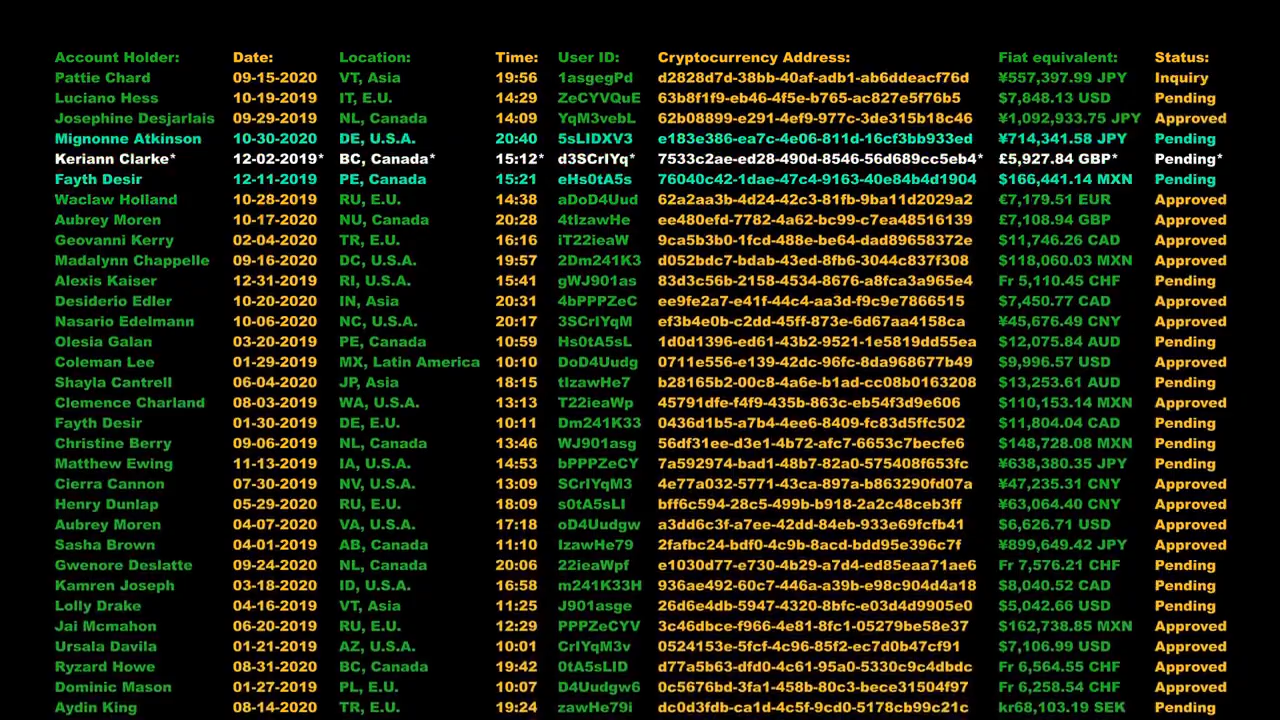 Account Holder: Date: Location: Time: User ID: Cryptocurrency Address: Fiat equivalent: Status:
Pattie Chard 09-15-2020 VT, Asia 19:56 1asgegPd d2828d7d-38bb-40af-adb1-ab6ddeacf76d ¥557,397.99 JPY Inquiry
Luciano Hess 10-19-2019 IT, E.U. 14:29 ZeCYVQuE 63b8f1f9-eb46-4f5e-b765-ac827e5f76b5 $7,848.13 USD Pending
Josephine Desjarlais 09-29-2019 NL, Canada 14:09 YqM3vebL 62b08899-e291-4ef9-977c-3de315b18c46 ¥1,092,933.75 JPY Approved
Mignonne Atkinson 10-30-2020 DE, U.S.A. 20:40 5sLIDXV3 e183e386-ea7c-4e06-811d-16cf3bb933ed ¥714,341.58 JPY Pending
Keriann Clarke* 12-02-2019* BC, Canada* 15:12* d3SCrIYq* 7533c2ae-ed28-490d-8546-56d689cc5eb4* £5,927.84 GBP* Pending*
Fayth Desir 12-11-2019 PE, Canada 15:21 eHs0tA5s 76040c42-1dae-47c4-9163-40e84b4d1904 $166,441.14 MXN Pending
Waclaw Holland 10-28-2019 RU, E.U. 14:38 aDoD4Uud 62a2aa3b-4d24-42c3-81fb-9ba11d2029a2 €7,179.51 EUR Approved
Aubrey Moren 10-17-2020 NU, Canada 20:28 4tIzawHe ee480efd-7782-4a62-bc99-c7ea48516139 £7,108.94 GBP Approved
Geovanni Kerry 02-04-2020 TR, E.U. 16:16 iT22ieaW 9ca5b3b0-1fcd-488e-be64-dad89658372e $11,746.26 CAD Approved
Madalynn Chappelle 09-16-2020 DC, U.S.A. 19:57 2Dm241K3 d052bdc7-bdab-43ed-8fb6-3044c837f308 $118,060.03 MXN Approved
Alexis Kaiser 12-31-2019 RI, U.S.A. 15:41 gWJ901as 83d3c56b-2158-4534-8676-a8fca3a965e4 Fr 5,110.45 CHF Pending
Desiderio Edler 10-20-2020 IN, Asia 20:31 4bPPPZeC ee9fe2a7-e41f-44c4-aa3d-f9c9e7866515 $7,450.77 CAD Approved
Nasario Edelmann 10-06-2020 NC, U.S.A. 20:17 3SCrIYqM ef3b4e0b-c2dd-45ff-873e-6d67aa4158ca ¥45,676.49 CNY Approved
Olesia Galan 03-20-2019 PE, Canada 10:59 Hs0tA5sL 1d0d1396-ed61-43b2-9521-1e5819dd55ea $12,075.84 AUD Pending
Coleman Lee 01-29-2019 MX, Latin America 10:10 DoD4Uudg 0711e556-e139-42dc-96fc-8da968677b49 $9,996.57 USD Approved
Shayla Cantrell 06-04-2020 JP, Asia 18:15 tIzawHe7 b28165b2-00c8-4a6e-b1ad-cc08b0163208 $13,253.61 AUD Pending
Clemence Charland 08-03-2019 WA, U.S.A. 13:13 T22ieaWp 45791dfe-f4f9-435b-863c-eb54f3d9e606 $110,153.14 MXN Approved
Fayth Desir 01-30-2019 DE, E.U. 10:11 Dm241K33 0436d1b5-a7b4-4ee6-8409-fc83d5ffc502 $11,804.04 CAD Pending
Christine Berry 09-06-2019 NL, Canada 13:46 WJ901asg 56df31ee-d3e1-4b72-afc7-6653c7becfe6 $148,728.08 MXN Pending
Matthew Ewing 11-13-2019 IA, U.S.A. 14:53 bPPPZeCY 7a592974-bad1-48b7-82a0-575408f653fc ¥638,380.35 JPY Pending
Cierra Cannon 07-30-2019 NV, U.S.A. 13:09 SCrIYqM3 4e77a032-5771-43ca-897a-b863290fd07a ¥47,235.31 CNY Approved
Henry Dunlap 05-29-2020 RU, E.U. 18:09 s0tA5sLI bff6c594-28c5-499b-b918-2a2c48ceb3ff ¥63,064.40 CNY Approved
Aubrey Moren 04-07-2020 VA, U.S.A. 17:18 oD4Uudgw a3dd6c3f-a7ee-42dd-84eb-933e69fcfb41 $6,626.71 USD Approved
Sasha Brown 04-01-2019 AB, Canada 11:10 IzawHe79 2fafbc24-bdf0-4c9b-8acd-bdd95e396c7f ¥899,649.42 JPY Approved
Gwenore Deslatte 09-24-2020 NL, Canada 20:06 22ieaWpf e1030d77-e730-4b29-a7d4-ed85eaa71ae6 Fr 7,576.21 CHF Pending
Kamren Joseph 03-18-2020 ID, U.S.A. 16:58 m241K33H 936ae492-60c7-446a-a39b-e98c904d4a18 $8,040.52 CAD Pending
Lolly Drake 04-16-2019 VT, Asia 11:25 J901asge 26d6e4db-5947-4320-8bfc-e03d4d9905e0 $5,042.66 USD Pending
Jai Mcmahon 06-20-2019 RU, E.U. 12:29 PPPZeCYV 3c46dbce-f966-4e81-8fc1-05279be58e37 $162,738.85 MXN Pending
Ursala Davila 01-21-2019 AZ, U.S.A. 10:01 CrIYqM3v 0524153e-5fcf-4c96-85f2-ec7d0b47cf91 $7,106.99 USD Approved
Ryzard Howe 08-31-2020 BC, Canada 19:42 0tA5sLID d77a5b63-dfd0-4c61-95a0-5330c9c4dbdc Fr 6,564.55 CHF Approved
Dominic Mason 01-27-2019 PL, E.U. 10:07 D4Uudgw6 0c5676bd-3fa1-458b-80c3-bece31504f97 Fr 6,258.54 CHF Approved
Aydin King 08-14-2020 TR, E.U. 19:24 zawHe79i dc0d3fdb-ca1d-4c5f-9cd0-5178cb99c21c kr68,103.19 SEK Pending